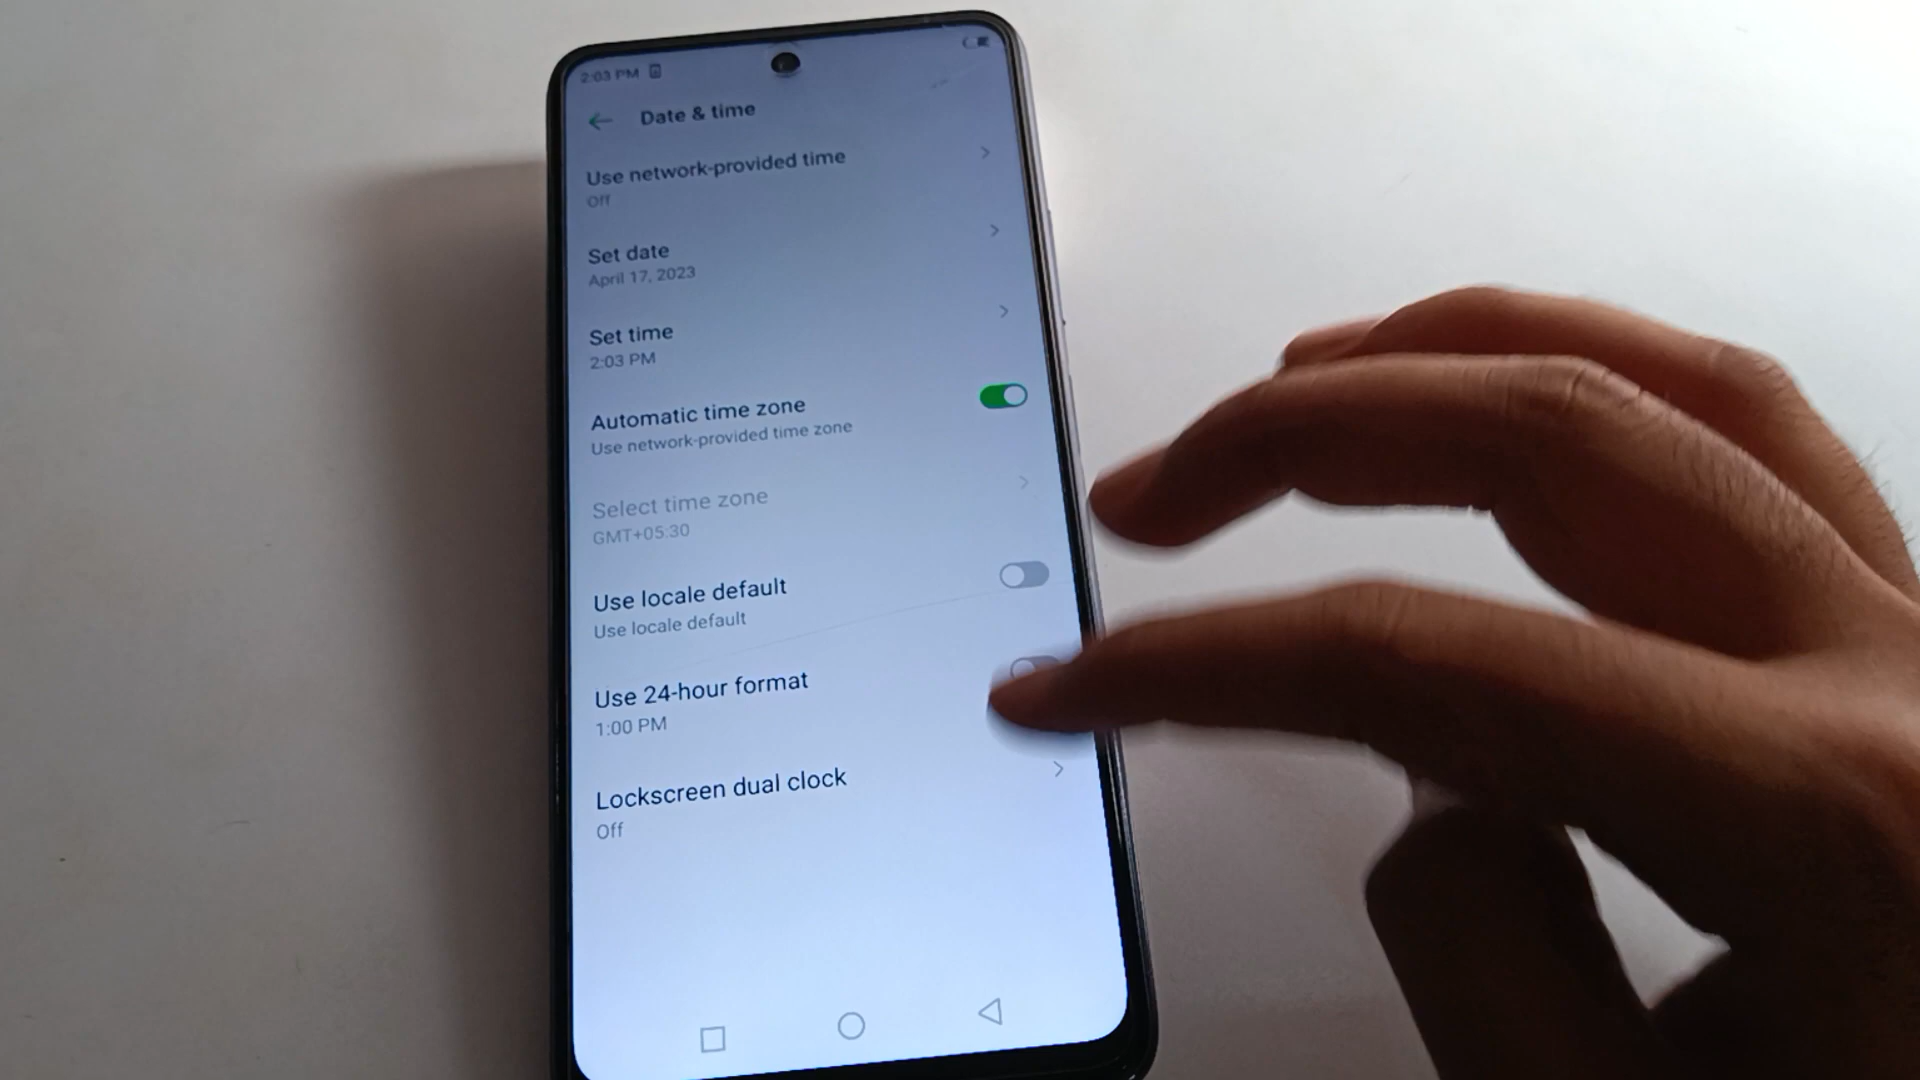 2:03 PM
Date & time
Use network-provided time
Off
Set date
April 17, 2023
Set time
2:03 PM
Automatic time zone
Use network-provided time zone
Select time zone
GMT+05:30
Use locale default
Use locale default
Use 24-hour format
1:00 PM
Lockscreen dual clock
Off